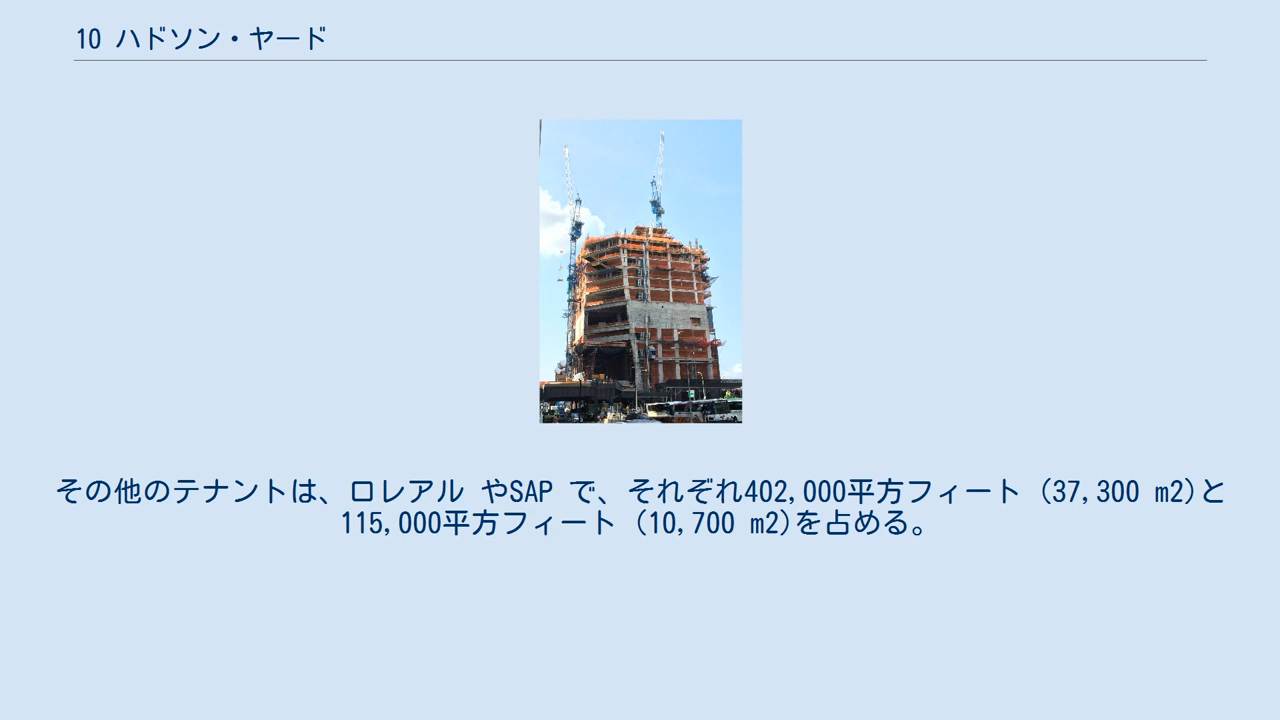 10 ハドソン・ヤード
その他のテナントは、ロレアル やSAP で、それぞれ402,000平方フィート (37,300 m2)と
115,000平方フィート (10,700 m2)を占める。